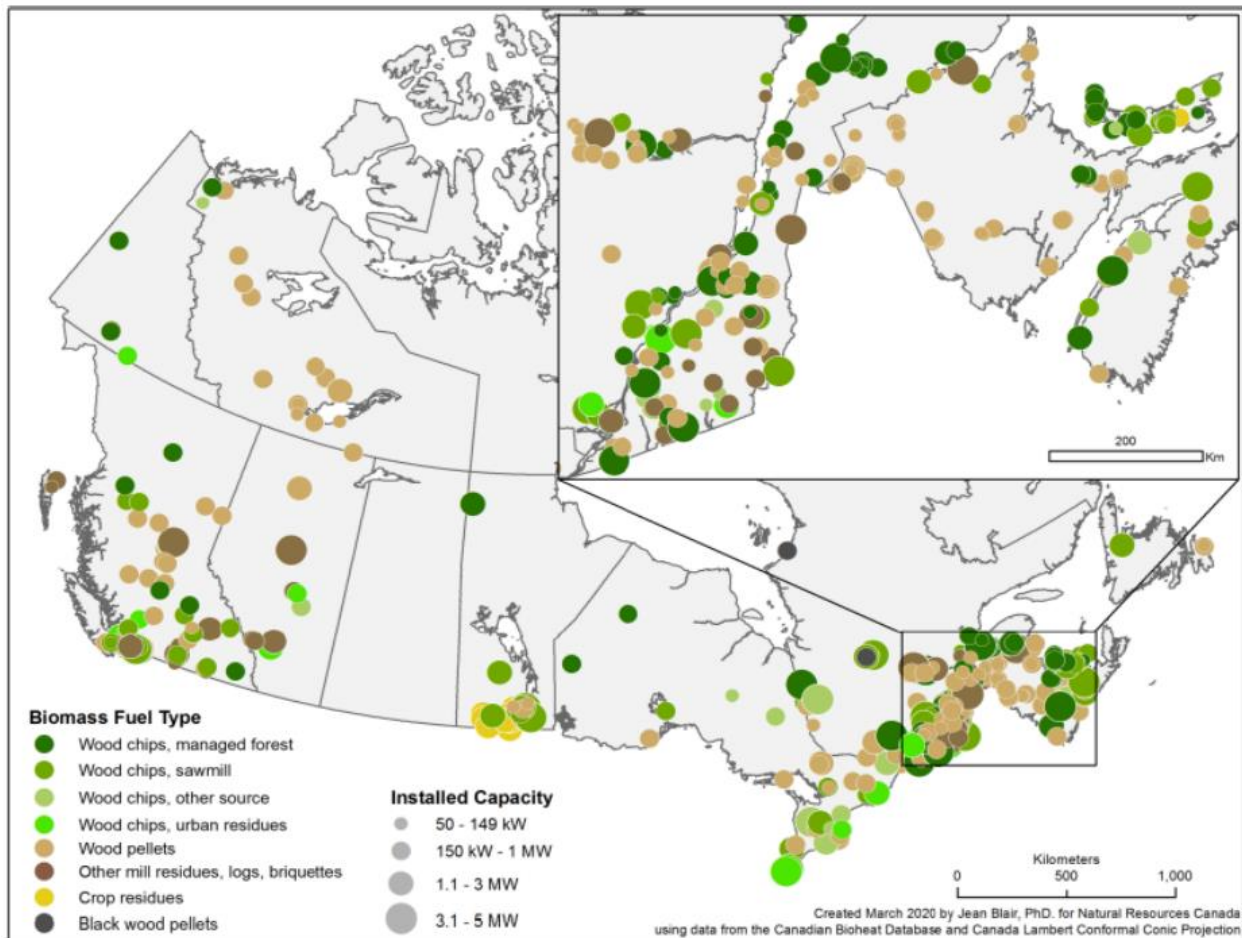 200
Km
Biomass Fuel Type
Wood chips, managed forest
Wood chips, sawmill
Wood chips, other source
Wood chips, urban residues
Wood pellets
Other mill residues, logs, briquettes
Crop residues
Black wood pellets
Installed Capacity
50 - 149 kW
150 kW - 1 MW
1.1 - 3 MW
3.1 - 5 MW
Kilometers
0 500 1,000
Created March 2020 by Jean Blair, PhD. for Natural Resources Canada
using data from the Canadian Bioheat Database and Canada Lambert Conformal Conic Projection